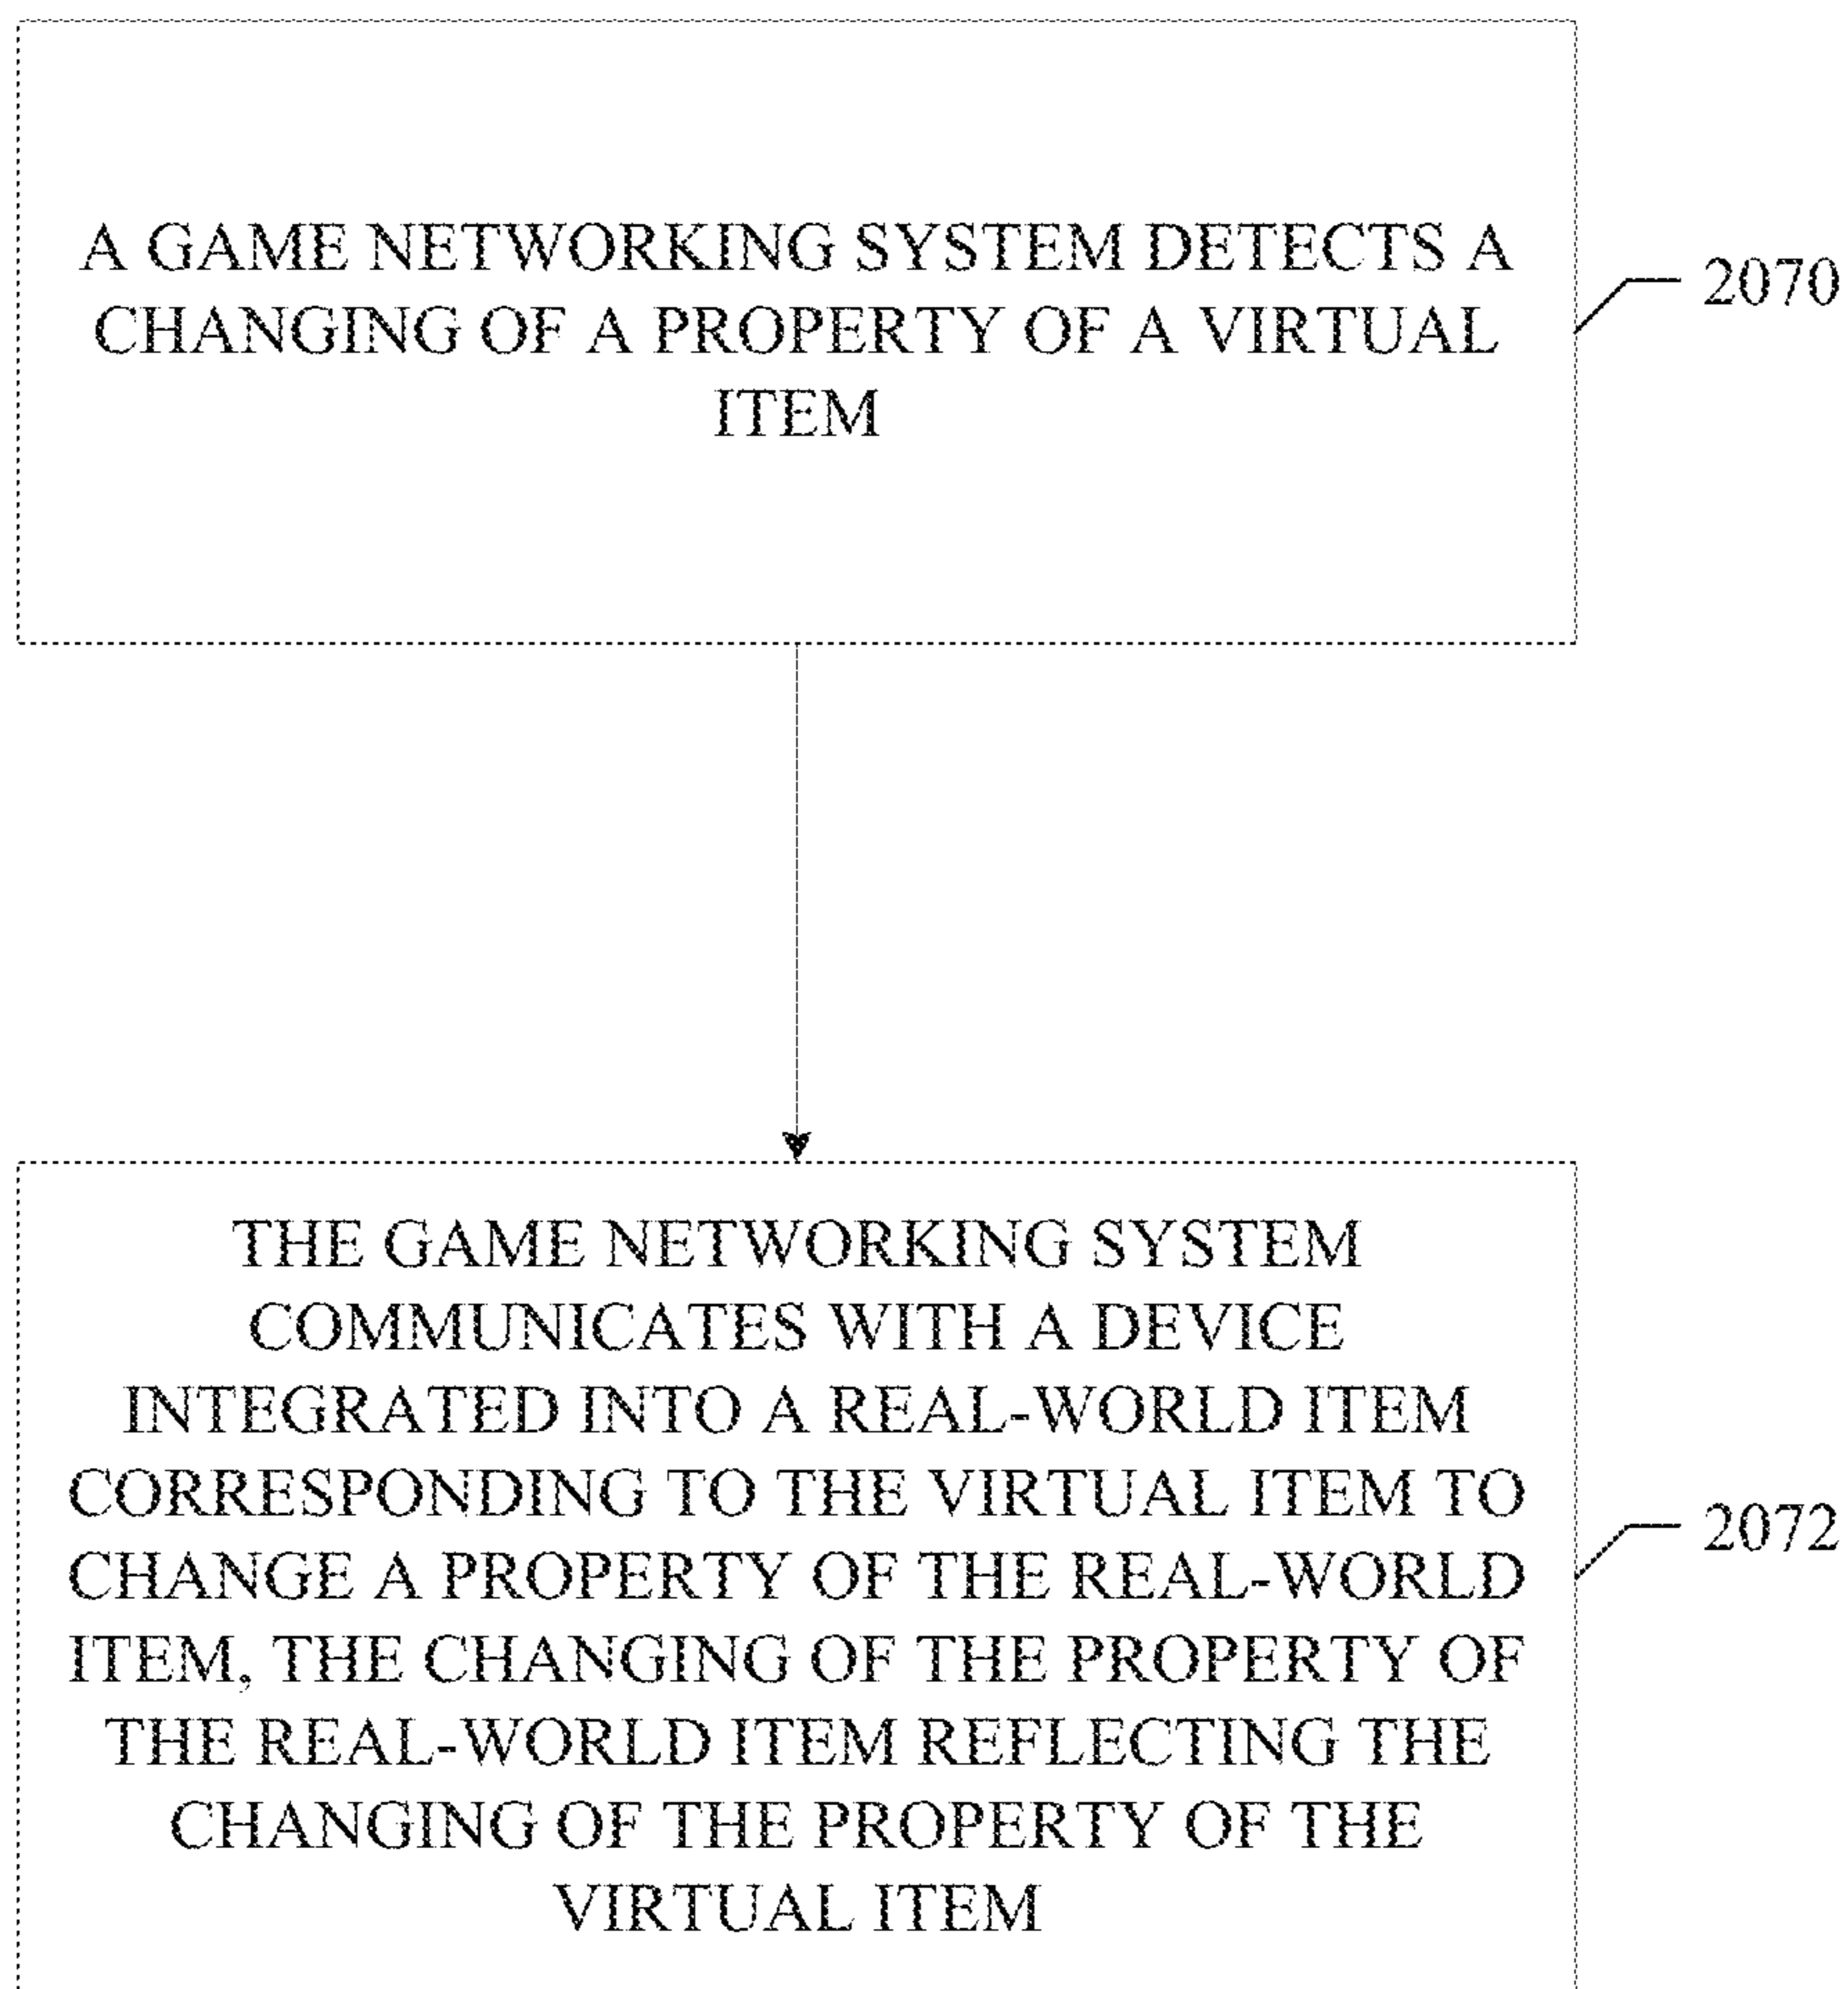 A GAME NETWORKING SYSTEM DETECTS A
CHANGING OF A PROPERTY OF A VIRTUAL
ITEM
2070
THE GAME NETWORKING SYSTEM
COMMUNICATES WITH A DEVICE
INTEGRATED INTO A REAL-WORLD ITEM
CORRESPONDING TO THE VIRTUAL ITEM TO
CHANGE A PROPERTY OF THE REAL-WORLD
ITEM, THE CHANGING OF THE PROPERTY OF
THE REAL-WORLD ITEM REFLECTING THE
CHANGING OF THE PROPERTY OF THE
VIRTUAL ITEM
2072